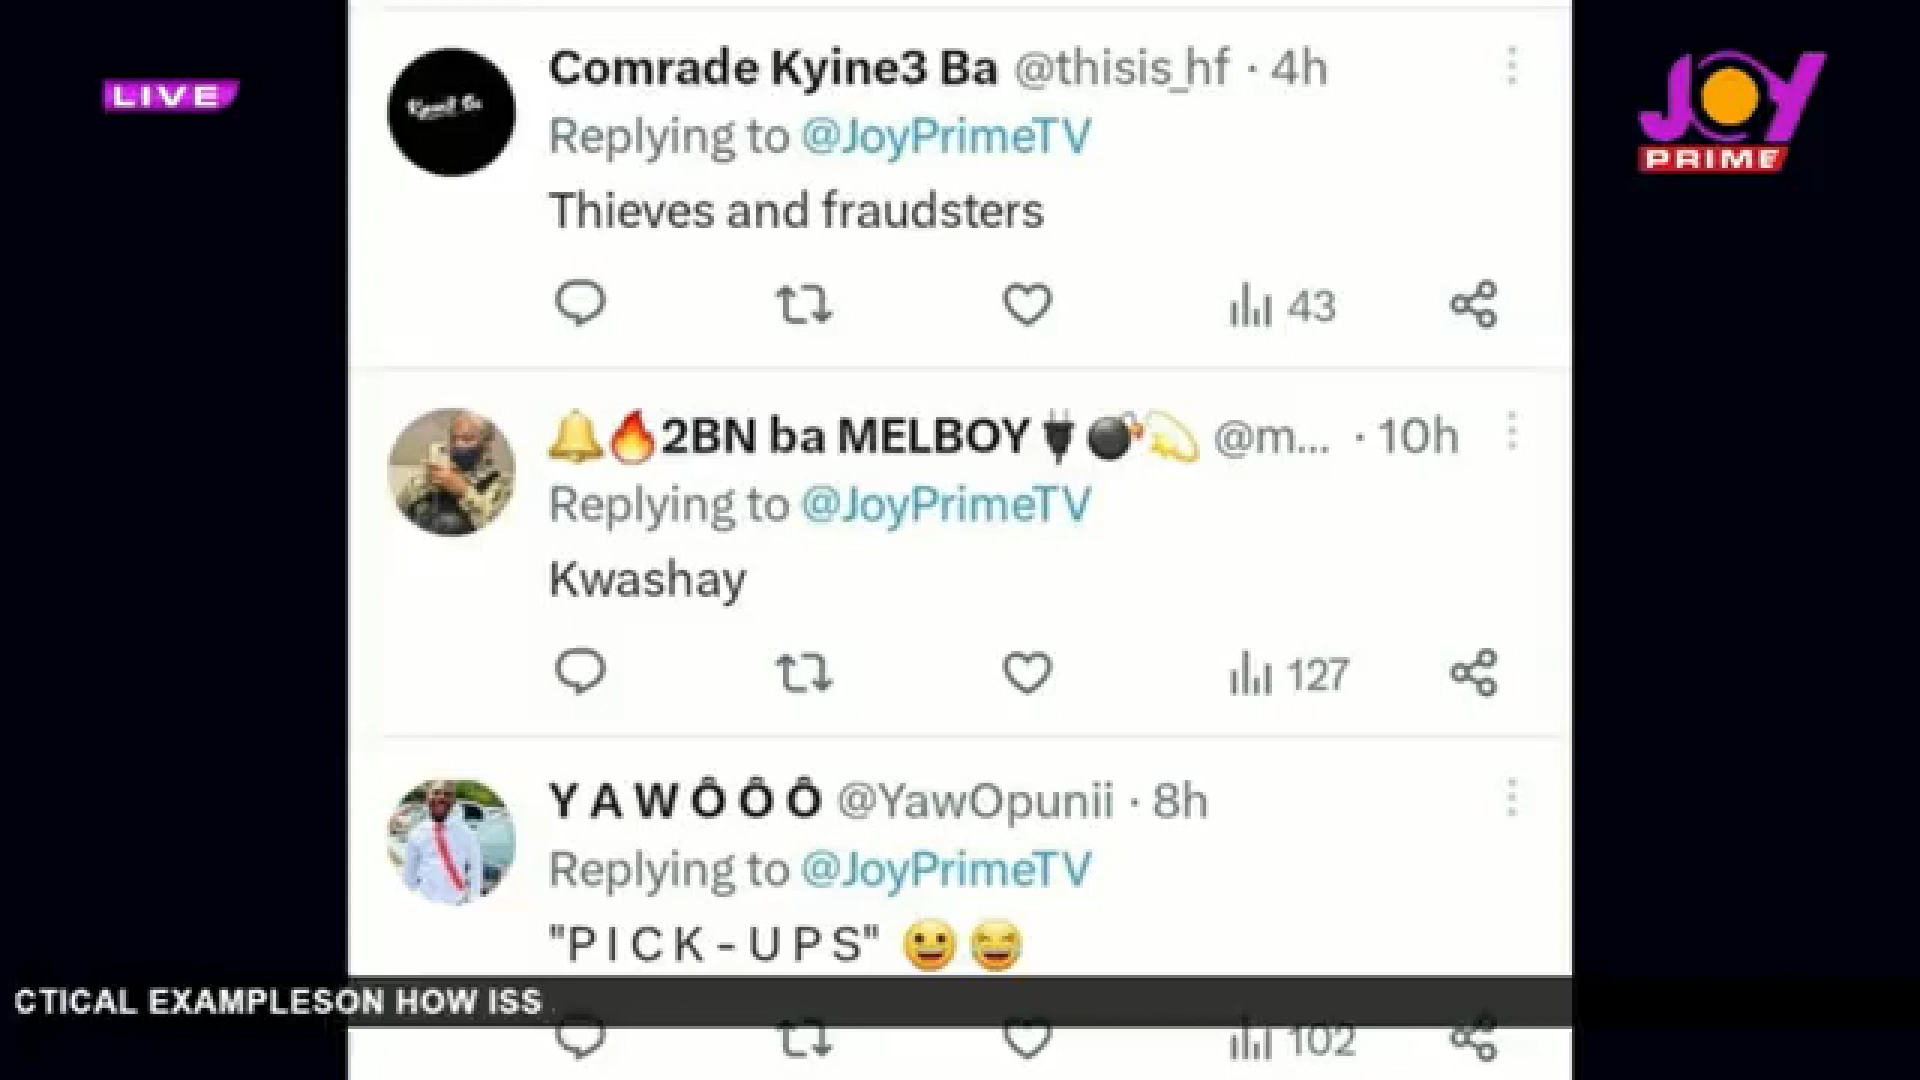 LIVE
JOY
PRIME
Comrade Kyine3 Ba @thisis_hf · 4h
Replying to @JoyPrimeTV
Thieves and fraudsters
43
🔔🔥2BN ba MELBOY🔌💣💫 @m... · 10h
Replying to @JoyPrimeTV
Kwashay
127
Y A W Ô Ô Ô @YawOpunii · 8h
Replying to @JoyPrimeTV
"P I C K - U P S" 😀😂
CTICAL EXAMPLESON HOW ISS
102